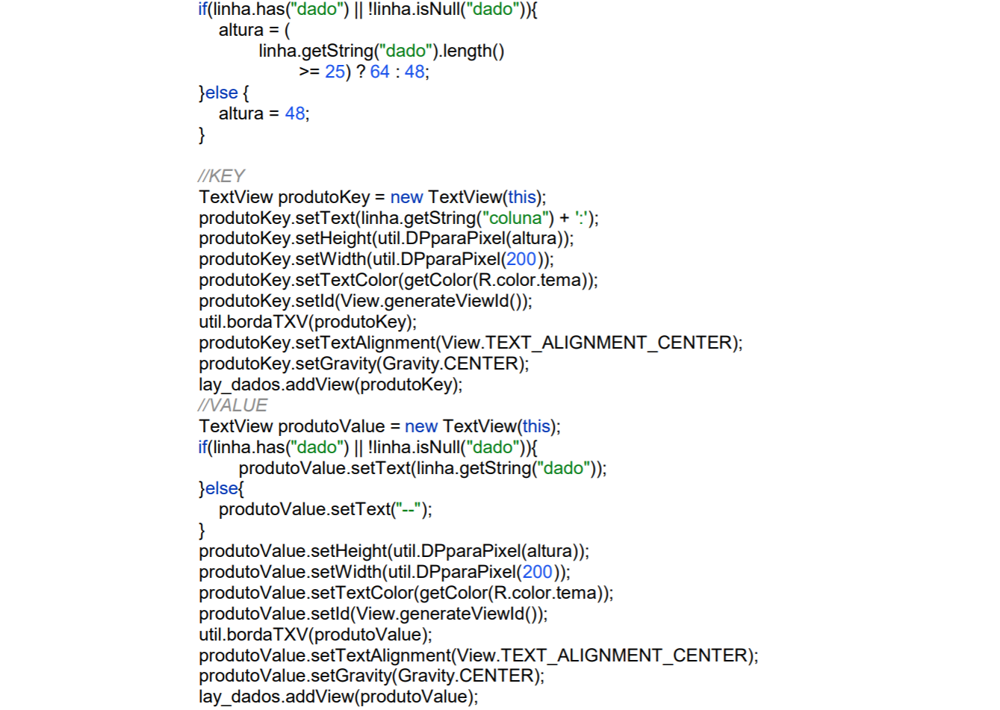 if(linha.has("dado") || !linha.isNull("dado")){
altura = (
linha.getString("dado").length()
>= 25) ? 64 : 48;
}else {
altura = 48;
}
//KEY
TextView produtoKey = new TextView(this);
produtoKey.setText(linha.getString("coluna") + ':');
produtoKey.setHeight(util.DPparaPixel(altura));
produtoKey.setWidth(util.DPparaPixel(200));
produtoKey.setTextColor(getColor(R.color.tema));
produtoKey.setId(View.generateViewId());
util.bordaTXV(produtoKey);
produtoKey.setTextAlignment(View.TEXT_ALIGNMENT_CENTER);
produtoKey.setGravity(Gravity.CENTER);
lay_dados.addView(produtoKey);
//VALUE
TextView produtoValue = new TextView(this);
if(linha.has("dado") || !linha.isNull("dado")){
produtoValue.setText(linha.getString("dado"));
}else{
produtoValue.setText("--");
}
produtoValue.setHeight(util.DPparaPixel(altura));
produtoValue.setWidth(util.DPparaPixel(200));
produtoValue.setTextColor(getColor(R.color.tema));
produtoValue.setId(View.generateViewId());
util.bordaTXV(produtoValue);
produtoValue.setTextAlignment(View.TEXT_ALIGNMENT_CENTER);
produtoValue.setGravity(Gravity.CENTER);
lay_dados.addView(produtoValue);